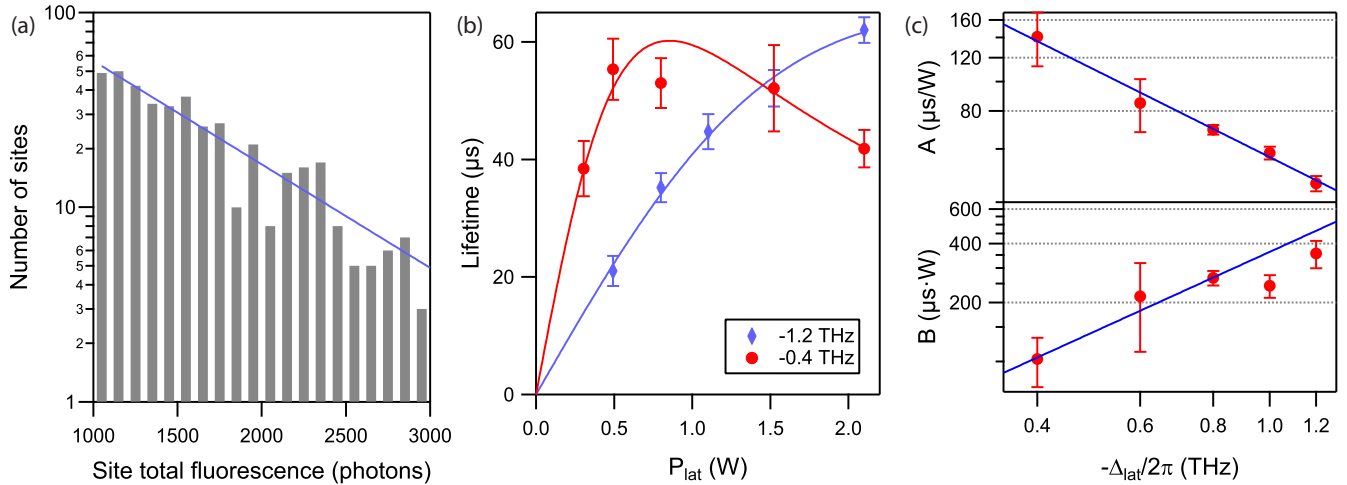 (a)
Number of sites
100
6
5
4
3
2
10
6
5
4
3
2
1
1000 1500 2000 2500 3000
Site total fluorescence (photons)
(b)
Lifetime (µs)
60
40
20
0
0.0 0.5 1.0 1.5 2.0
P_lat (W)
-1.2 THz
-0.4 THz
(c)
A (µs/W)
160
120
80
B (µs·W)
600
400
200
0.4 0.6 0.8 1.0 1.2
-Δ_lat/2π (THz)